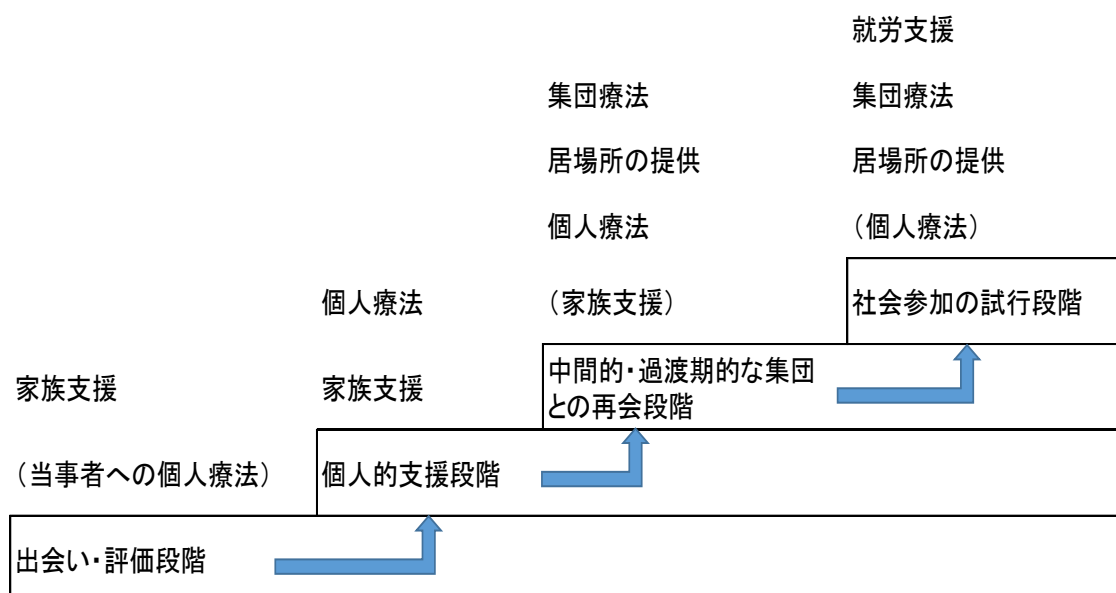 就労支援
集団療法
集団療法
居場所の提供
居場所の提供
個人療法
（個人療法）
個人療法
（家族支援）
社会参加の試行段階
家族支援
家族支援
中間的・過渡期的な集団
との再会段階
（当事者への個人療法）
個人的支援段階
出会い・評価段階